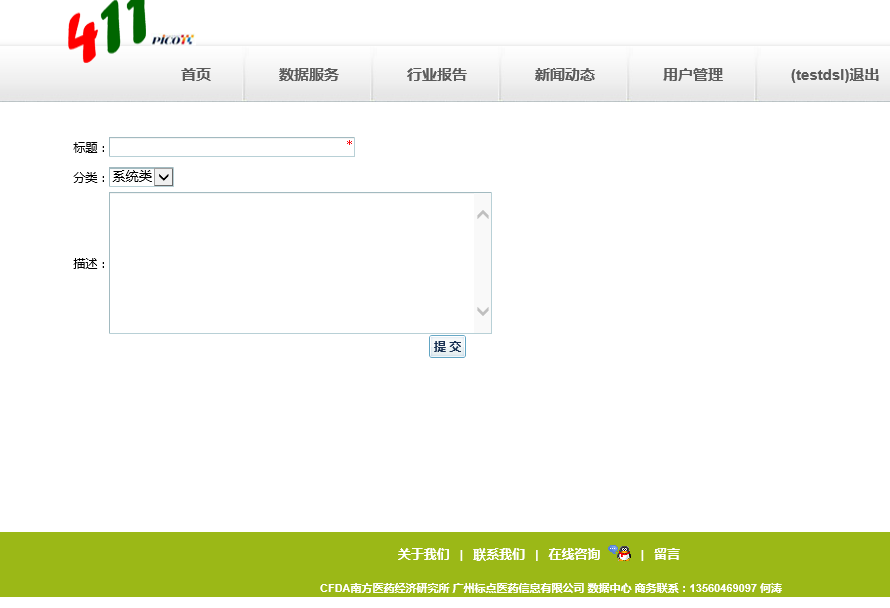 411 PICO
首页 数据服务 行业报告 新闻动态 用户管理 (testdsl)退出
标题： *
分类： 系统类
描述：
提 交
关于我们 | 联系我们 | 在线咨询 | 留言
CFDA南方医药经济研究所 广州标点医药信息有限公司 数据中心 商务联系：13560469097 何涛